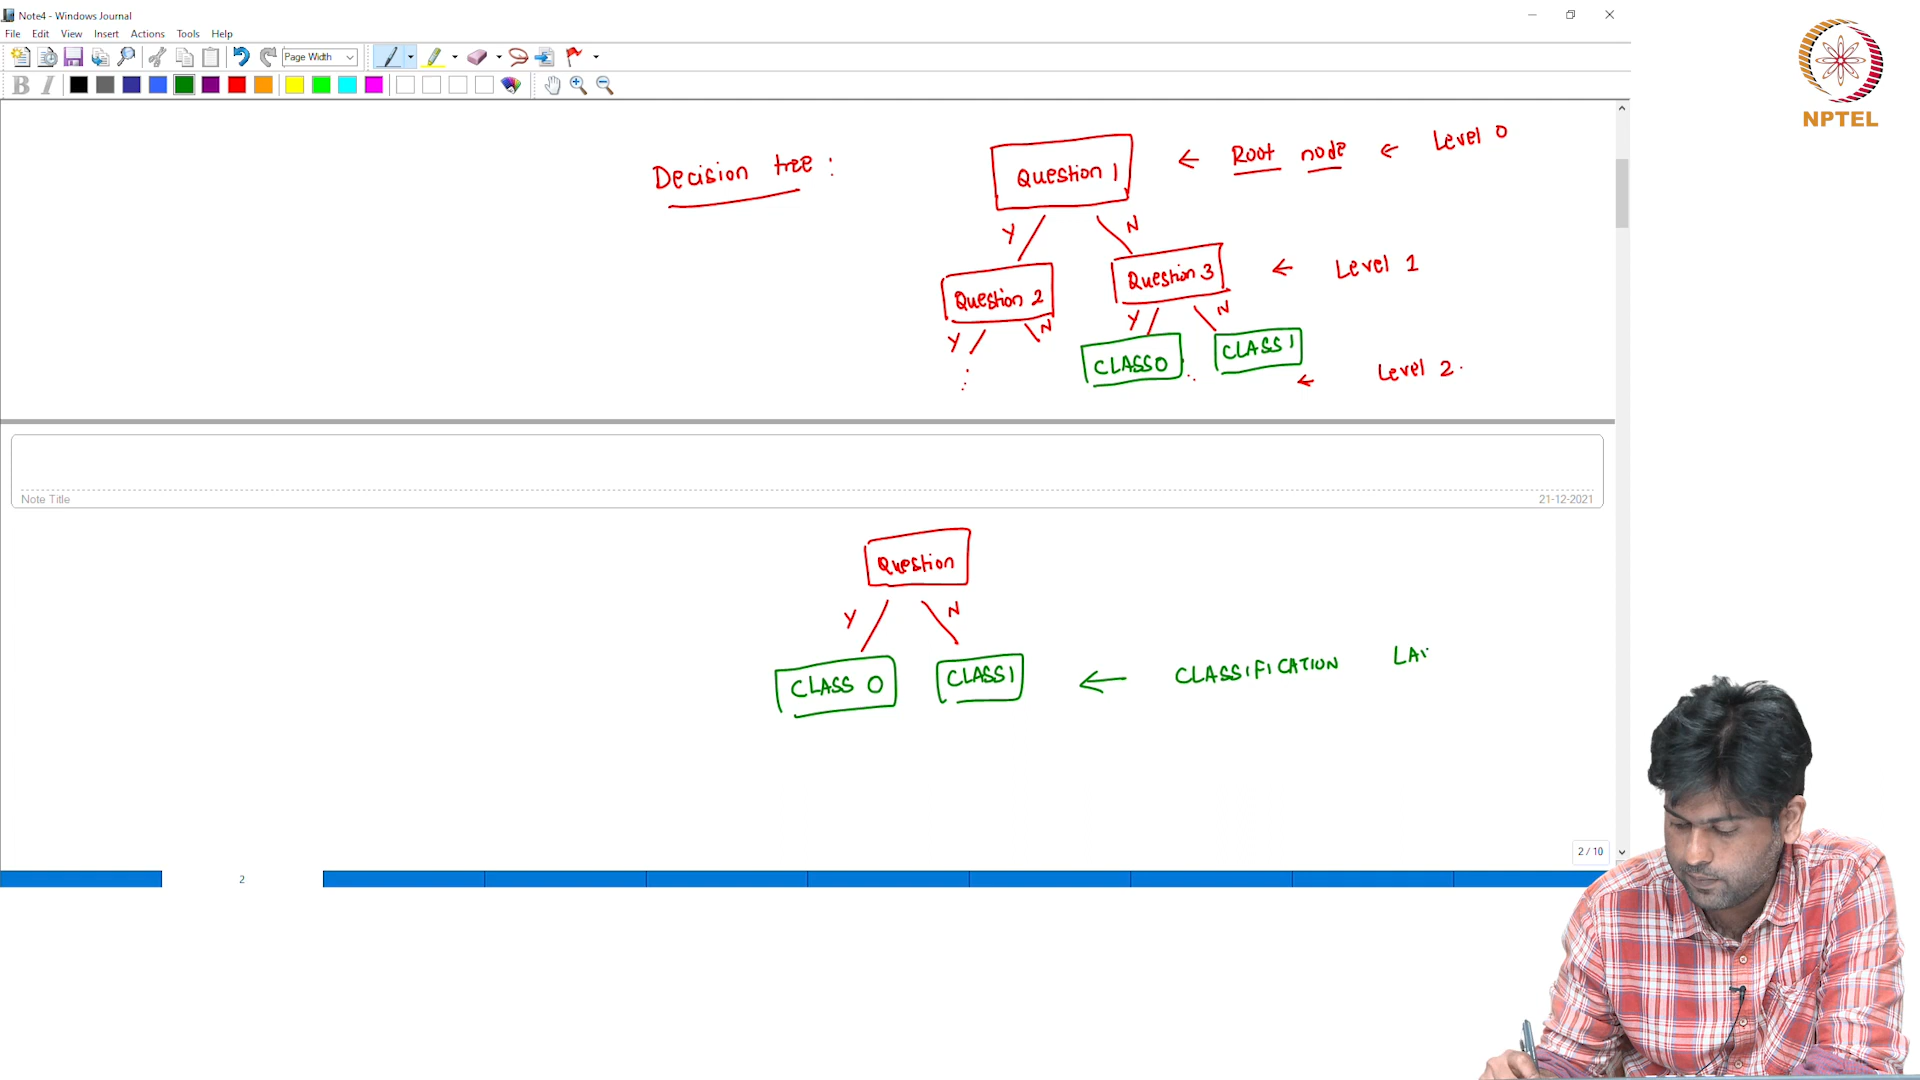 Note4 - Windows Journal
File Edit View Insert Actions Tools Help
Page Width
B I
NPTEL
Decision tree :
Question 1 ← Root node ← Level 0
Y N
Question 2 Question 3 ← Level 1
Y N Y N
CLASS 0 CLASS 1
← Level 2.
Note Title 21-12-2021
Question
Y N
CLASS 0 CLASS 1 ← CLASSIFICATION
2 / 10
2